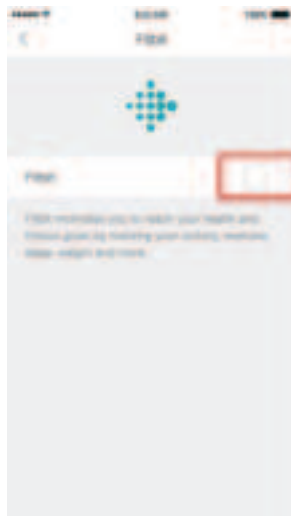 Fitbit
Fitbit
Fitbit motivates you to reach your health and
fitness goals by tracking your activity, exercise,
sleep, weight and more.